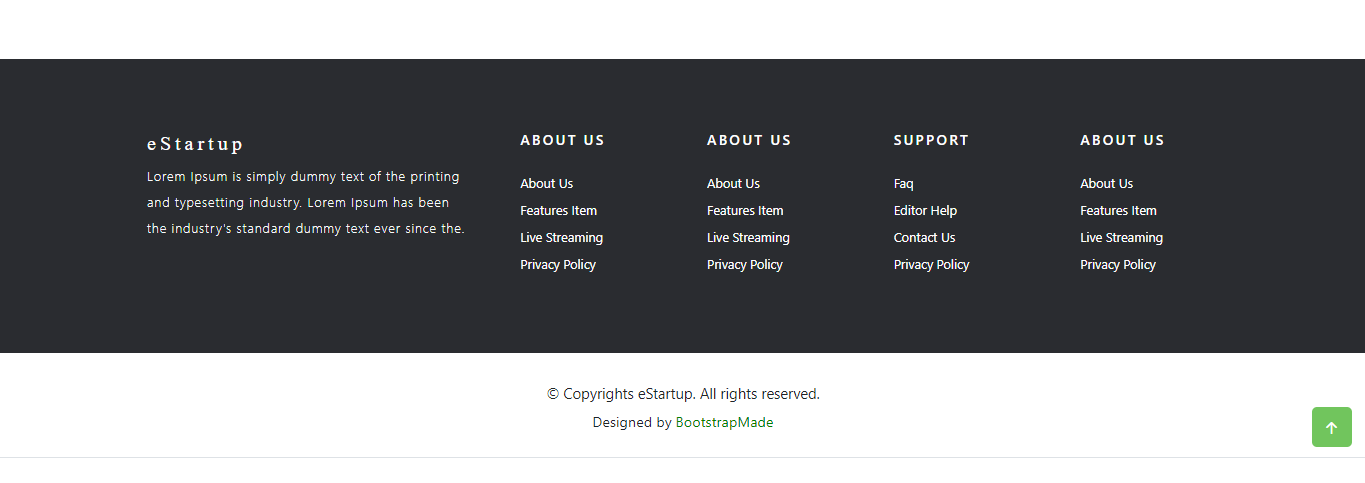 eStartup
Lorem Ipsum is simply dummy text of the printing
and typesetting industry. Lorem Ipsum has been
the industry's standard dummy text ever since the.
ABOUT US
About Us
Features Item
Live Streaming
Privacy Policy
ABOUT US
About Us
Features Item
Live Streaming
Privacy Policy
SUPPORT
Faq
Editor Help
Contact Us
Privacy Policy
ABOUT US
About Us
Features Item
Live Streaming
Privacy Policy
© Copyrights eStartup. All rights reserved.
Designed by BootstrapMade